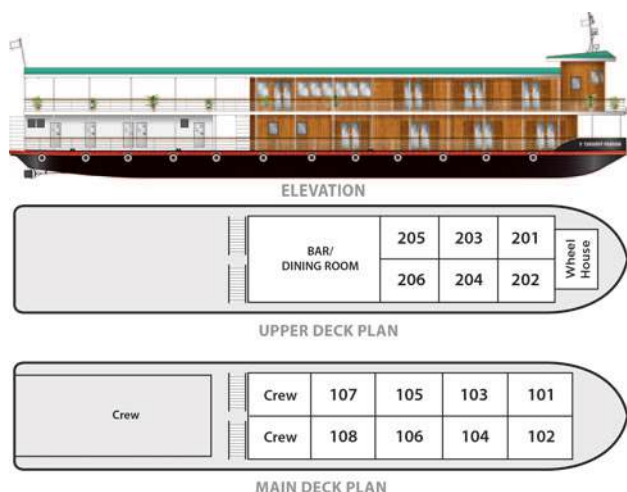 ELEVATION
205 203 201
BAR/
DINING ROOM
Wheel
House
206 204 202
UPPER DECK PLAN
Crew 107 105 103 101
Crew
Crew 108 106 104 102
MAIN DECK PLAN